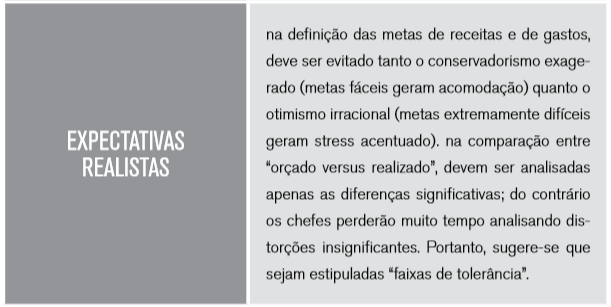 EXPECTATIVAS
REALISTAS
na definição das metas de receitas e de gastos,
deve ser evitado tanto o conservadorismo exage-
rado (metas fáceis geram acomodação) quanto o
otimismo irracional (metas extremamente difíceis
geram stress acentuado). na comparação entre
“orçado versus realizado”, devem ser analisadas
apenas as diferenças significativas; do contrário
os chefes perderão muito tempo analisando dis-
torções insignificantes. Portanto, sugere-se que
sejam estipuladas “faixas de tolerância”.